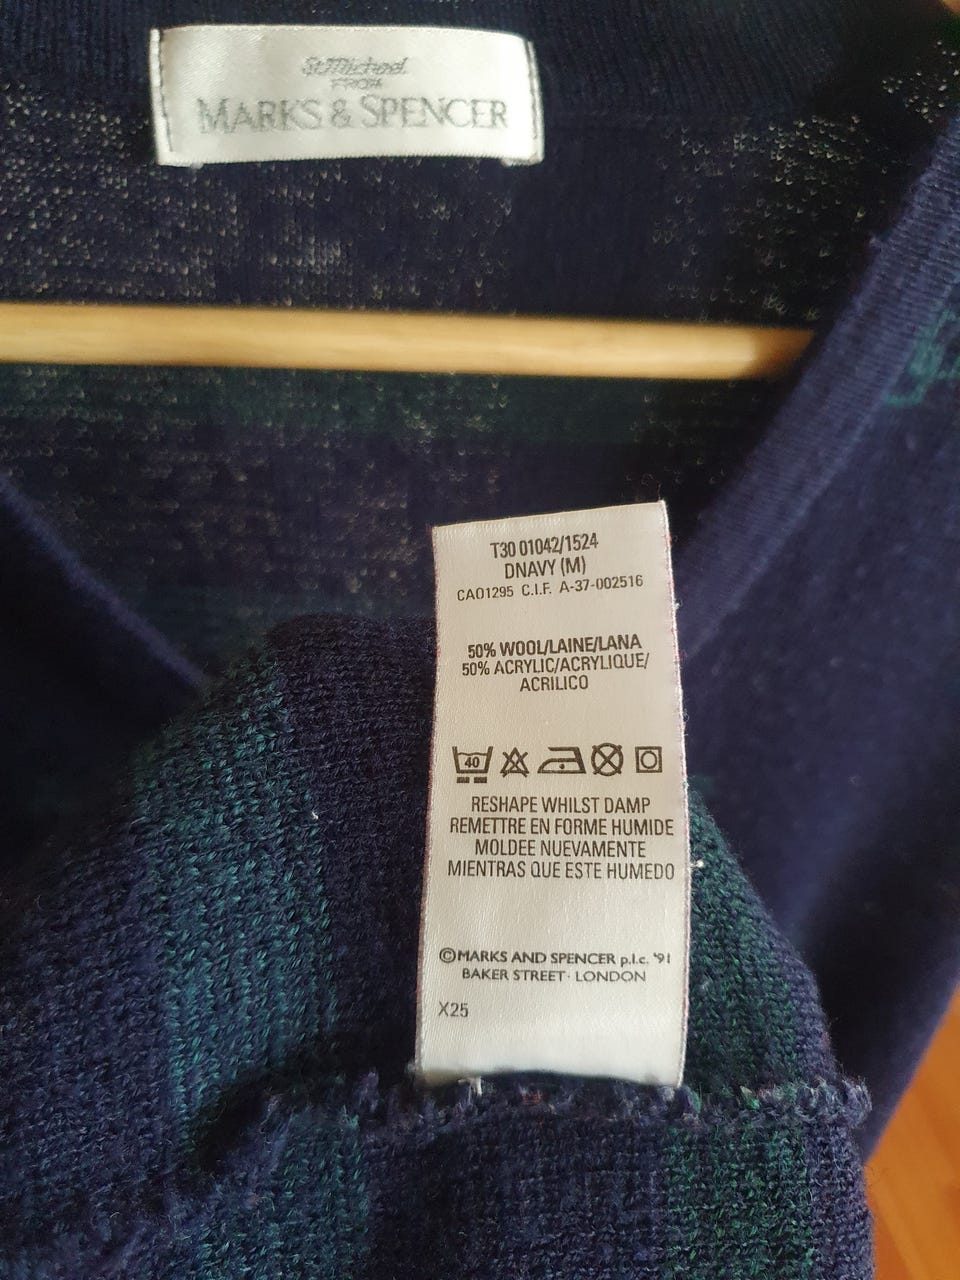 StMichael
FROM
MARKS & SPENCER
T30 01042/1524
DNAVY (M)
CA01295 C.I.F. A-37-002516
50% WOOL/LAINE/LANA
50% ACRYLIC/ACRYLIQUE/
ACRILICO
40
RESHAPE WHILST DAMP
REMETTRE EN FORME HUMIDE
MOLDEE NUEVAMENTE
MIENTRAS QUE ESTE HUMEDO
©MARKS AND SPENCER p.l.c. '91
BAKER STREET · LONDON
X25